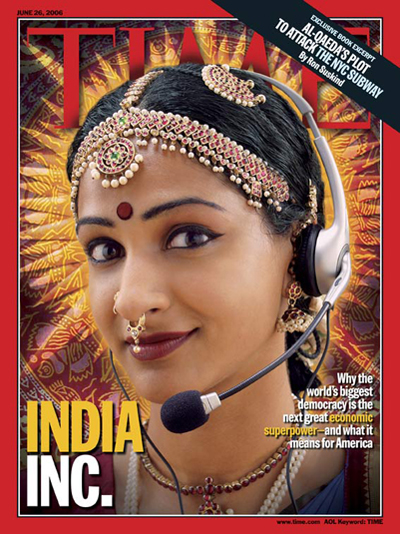 JUNE 26, 2006
TIME
EXCLUSIVE BOOK EXCERPT
AL-QAEDA'S PLOT
TO ATTACK THE NYC SUBWAY
By Ron Suskind
Why the
world's biggest
democracy is the
next great economic
superpower—and what it
means for America
INDIA
INC.
www.time.com AOL Keyword: TIME